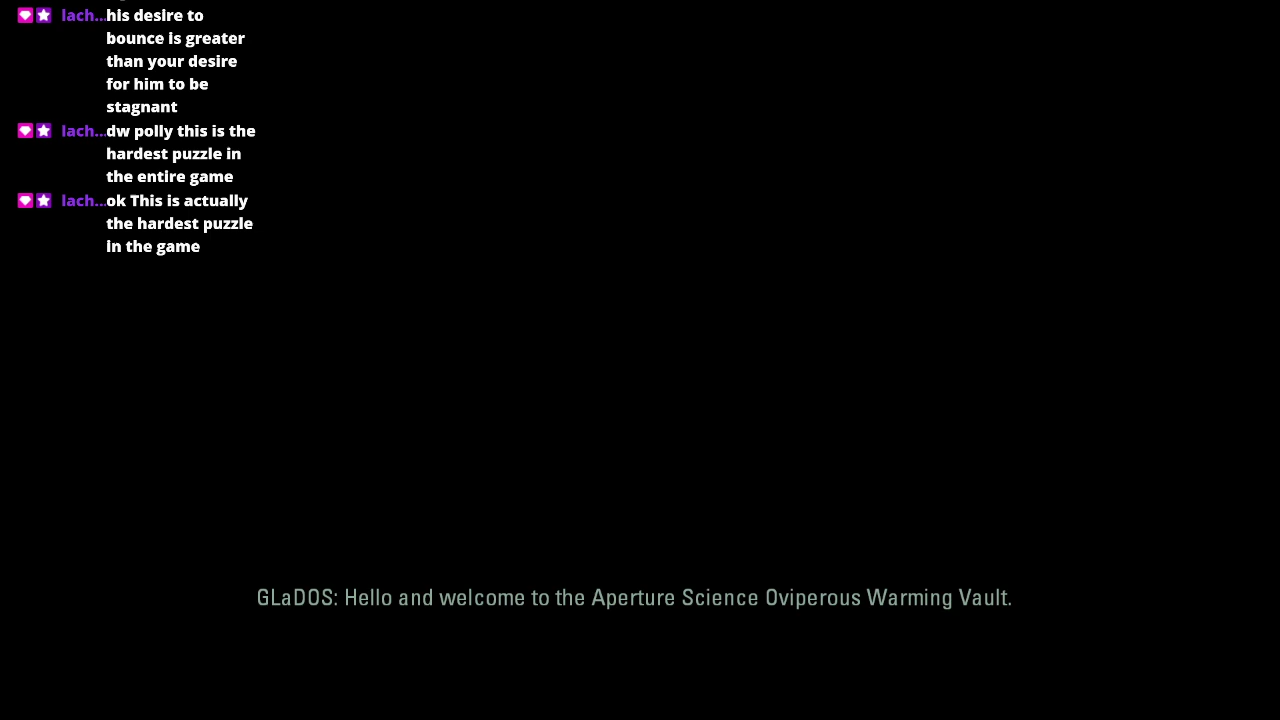 lach...his desire to
bounce is greater
than your desire
for him to be
stagnant
lach...dw polly this is the
hardest puzzle in
the entire game
lach...ok This is actually
the hardest puzzle
in the game
GLaDOS: Hello and welcome to the Aperture Science Oviperous Warming Vault.